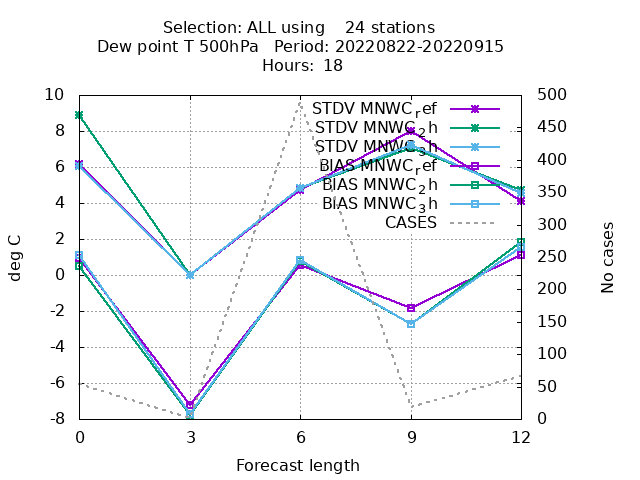 Selection: ALL using    24 stations
Dew point T 500hPa   Period: 20220822-20220915
Hours: 18
10
8
6
4
2
0
-2
-4
-6
-8
deg C
500
450
400
350
300
250
200
150
100
50
0
No cases
STDV MNWC_ref
STDV MNWC_2h
STDV MNWC_3h
BIAS MNWC_ref
BIAS MNWC_2h
BIAS MNWC_3h
CASES
0 3 6 9 12
Forecast length